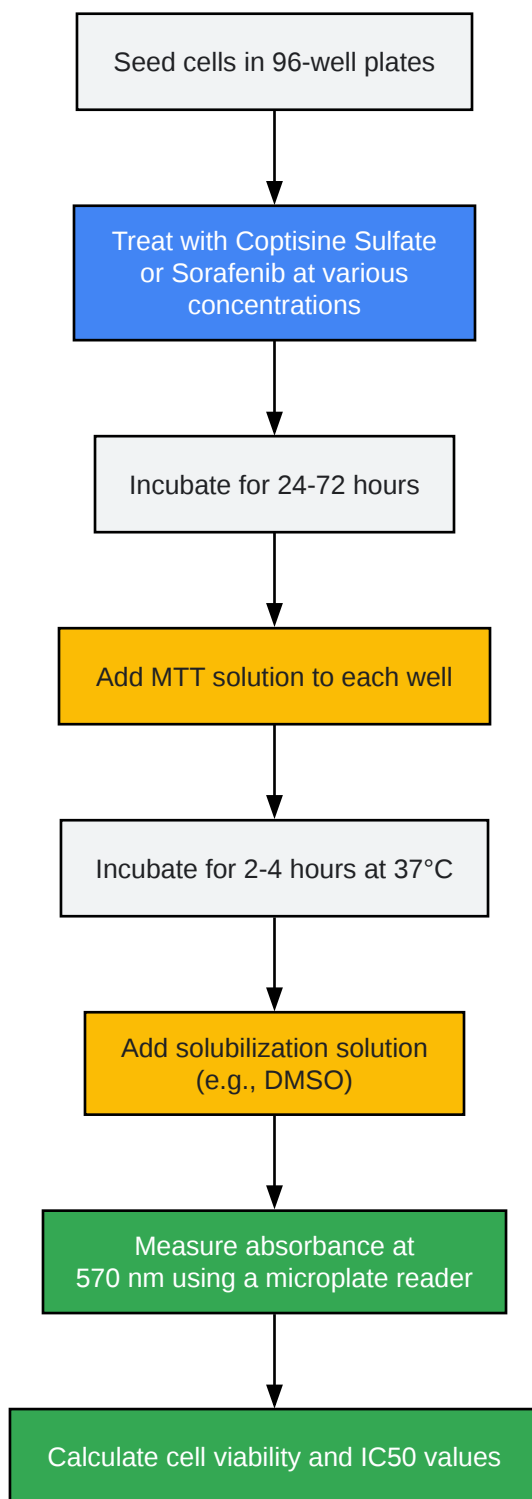 Seed cells in 96-well plates
Treat with Coptisine Sulfate
or Sorafenib at various
concentrations
Incubate for 24-72 hours
Add MTT solution to each well
Incubate for 2-4 hours at 37°C
Add solubilization solution
(e.g., DMSO)
Measure absorbance at
570 nm using a microplate reader
Calculate cell viability and IC50 values